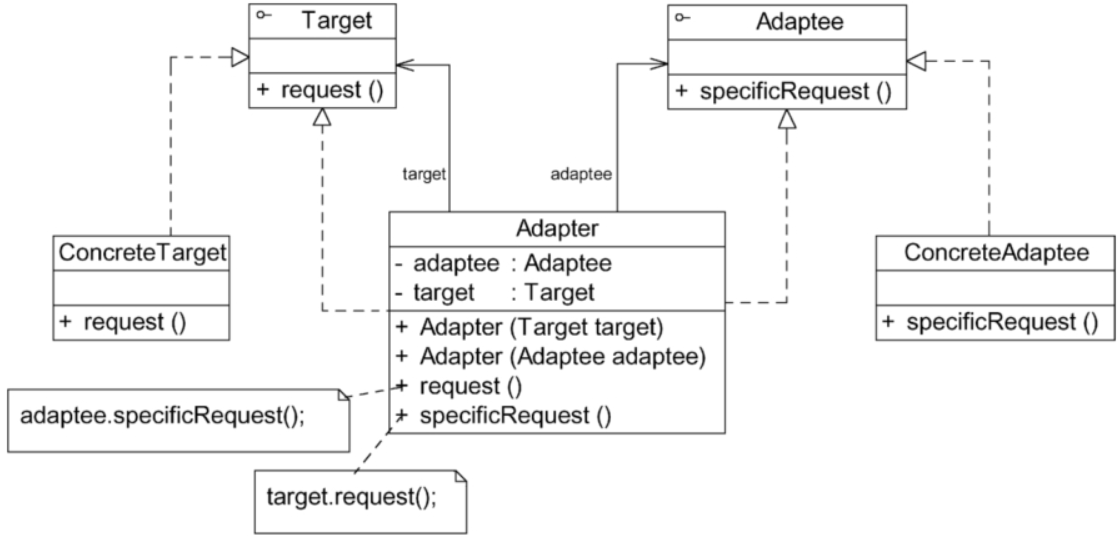 Target
+ request ()
Adaptee
+ specificRequest ()
target
adaptee
ConcreteTarget
+ request ()
Adapter
- adaptee : Adaptee
- target : Target
+ Adapter (Target target)
+ Adapter (Adaptee adaptee)
+ request ()
+ specificRequest ()
ConcreteAdaptee
+ specificRequest ()
adaptee.specificRequest();
target.request();